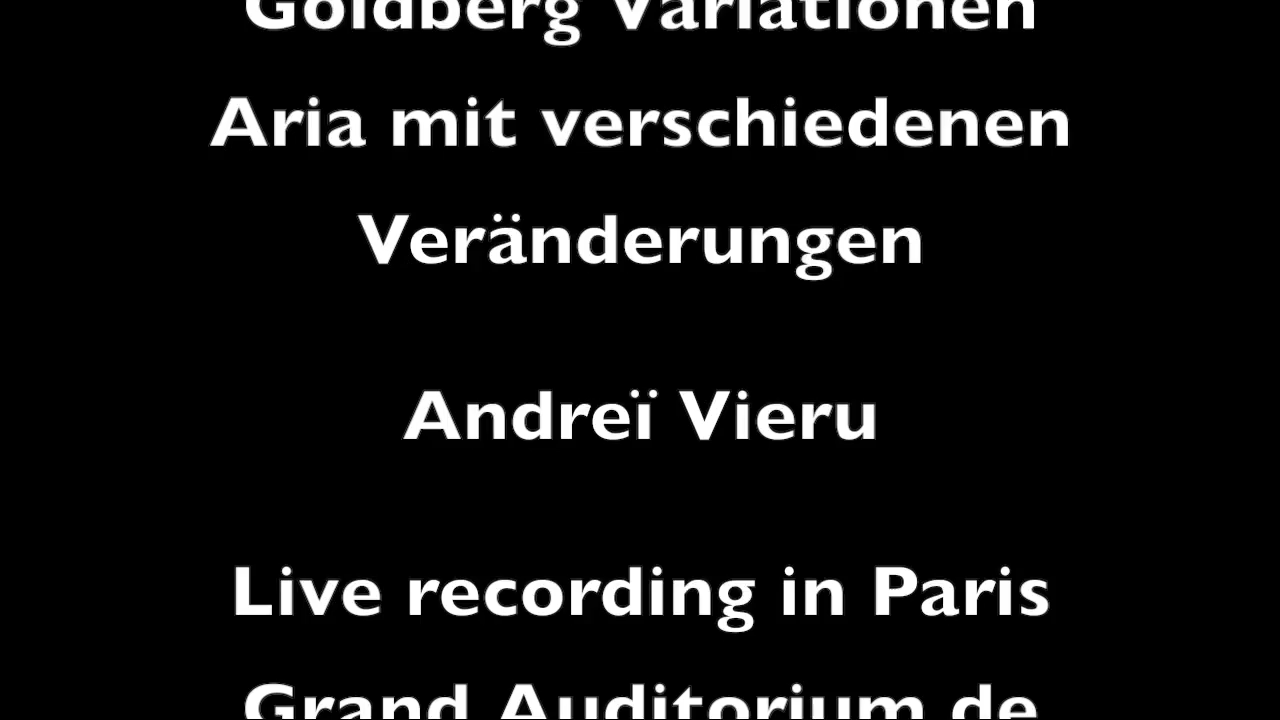 Goldberg Variationen
Aria mit verschiedenen
Veränderungen
Andreï Vieru
Live recording in Paris
Grand Auditorium de